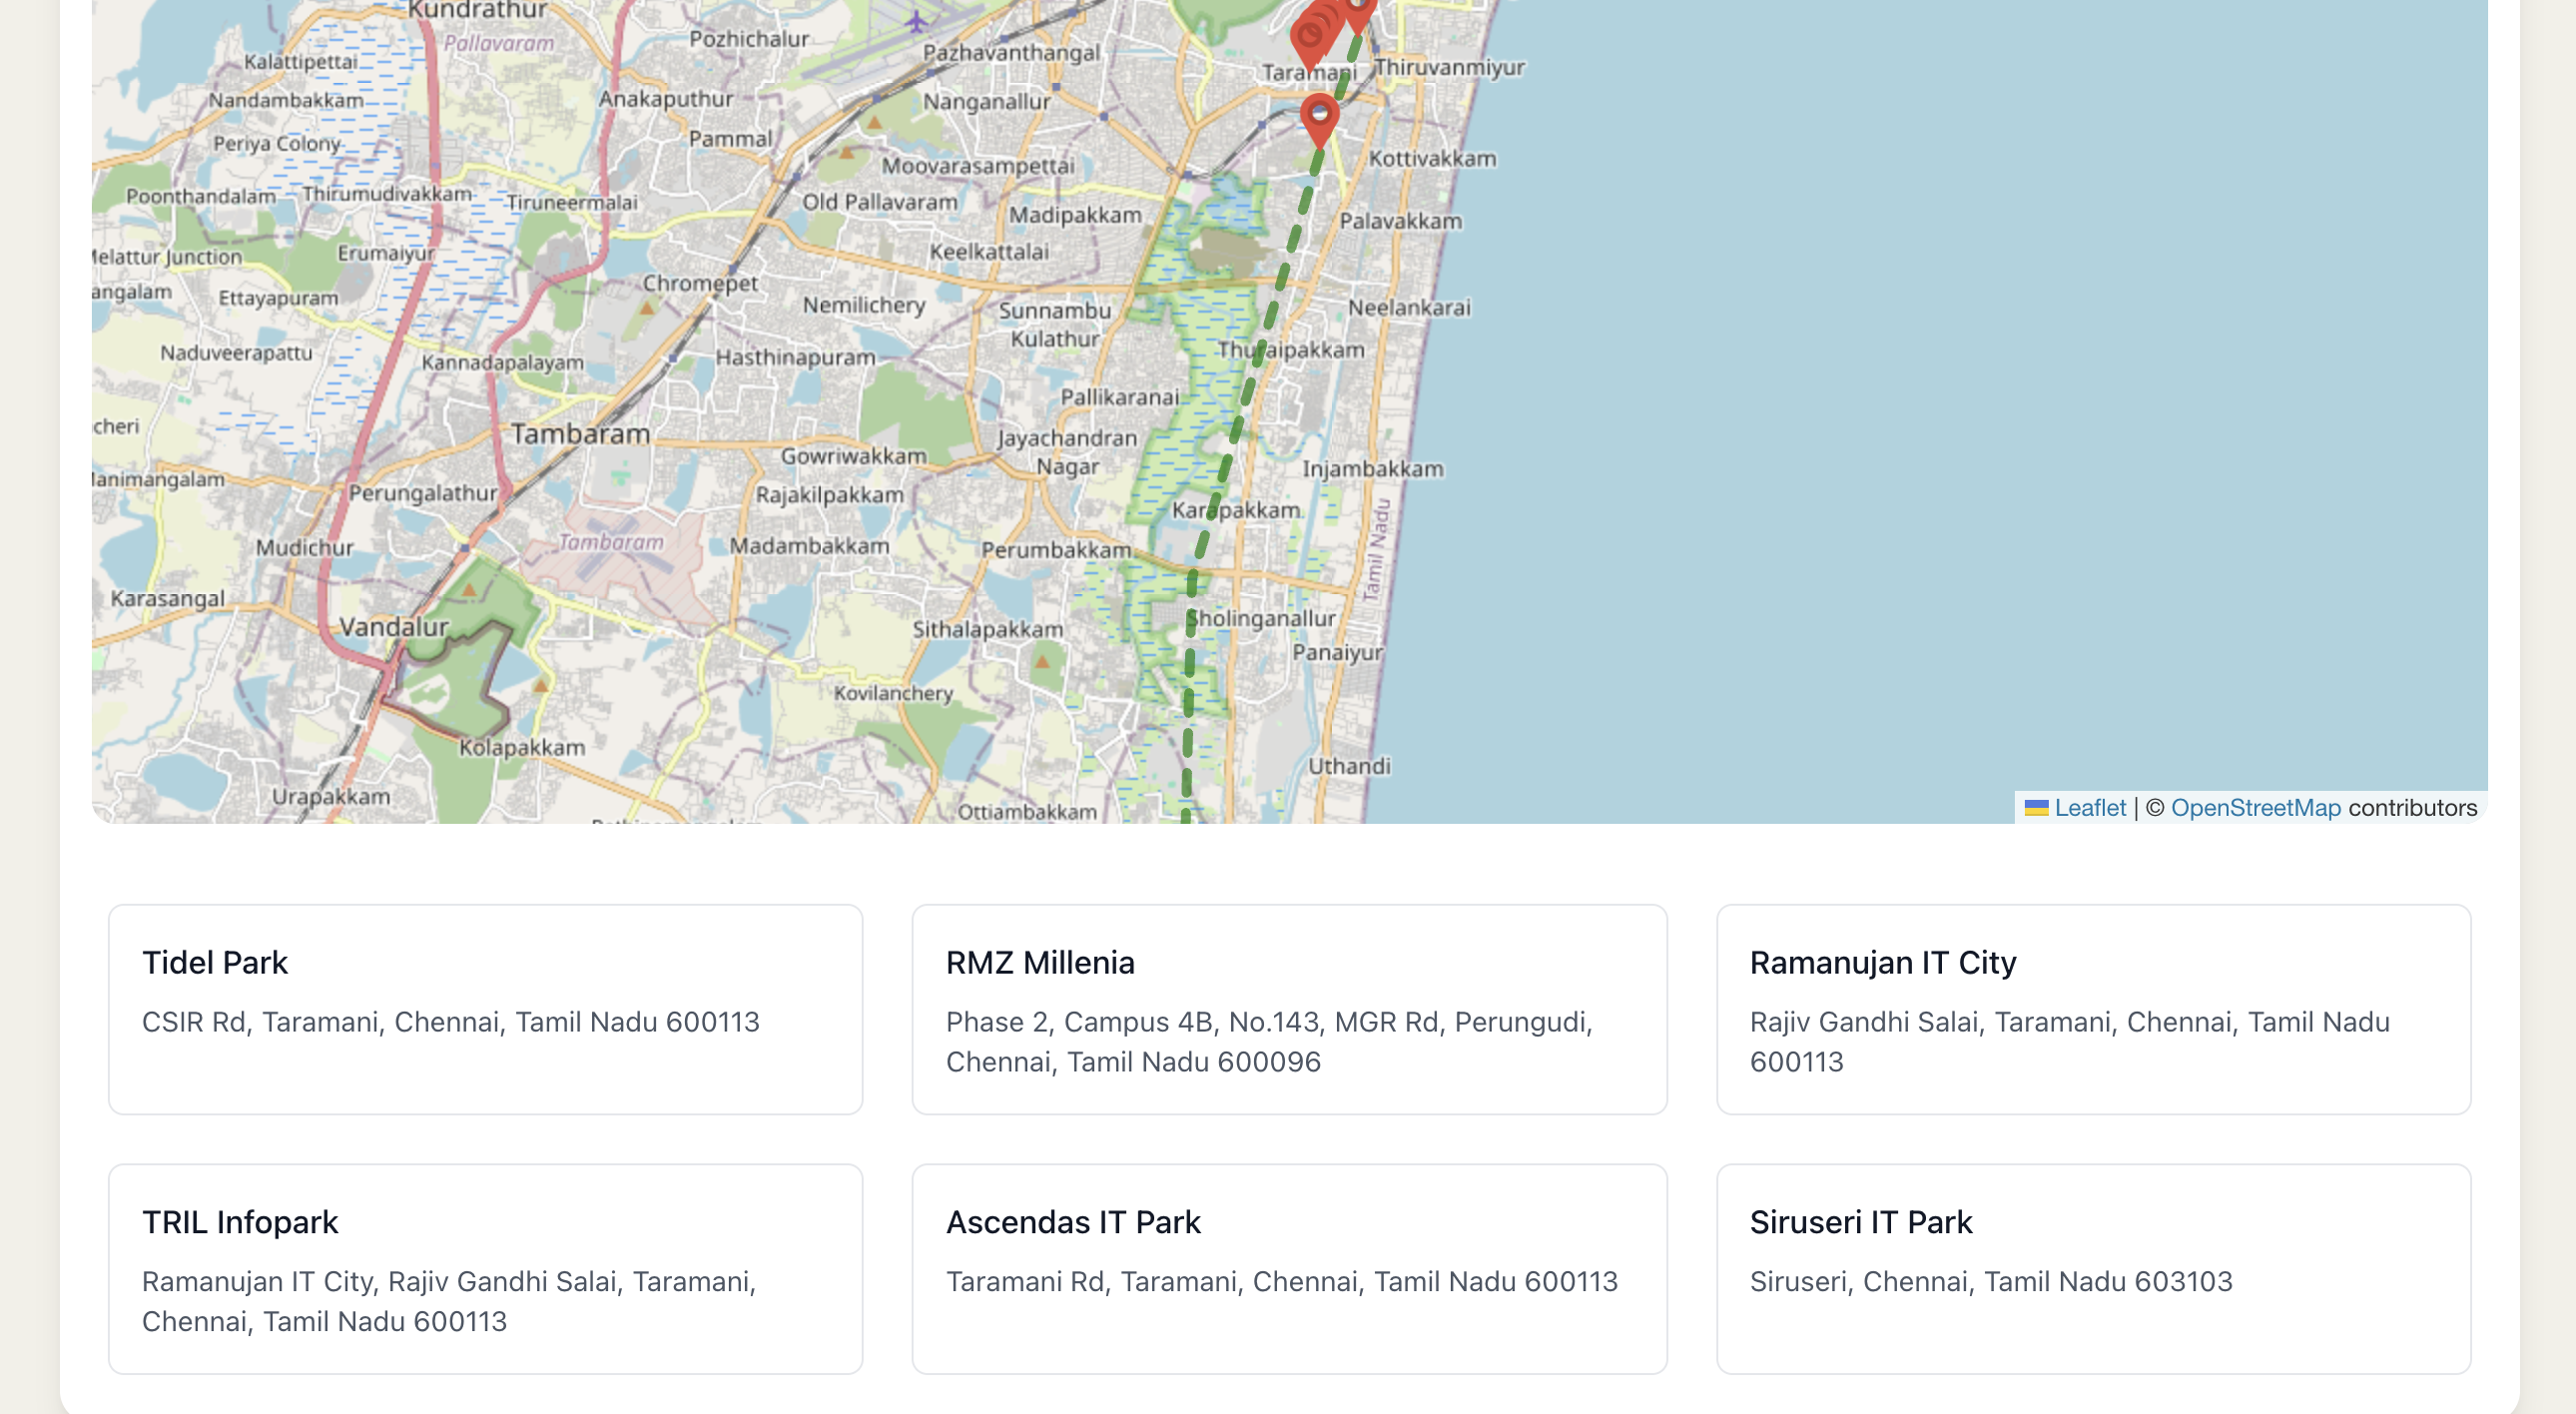 Kundrathur
Pallavaram
Pozhichalur
Pazhavanthangal
Kalattipettai
Taramani
Thiruvanmiyur
Nandambakkam
Anakaputhur
Nanganallur
Periya Colony
Pammal
Moovarasampettai
Kottivakkam
Poonthandalam
Thirumudivakkam
Tiruneermalai
Old Pallavaram
Madipakkam
Palavakkam
Melattur Junction
Erumaiyur
Keelkattalai
angalam
Ettayapuram
Chromepet
Nemilichery
Sunnambu
Kulathur
Neelankarai
Naduveerapattu
Kannadapalayam
Hasthinapuram
Thuraipakkam
Pallikaranai
cheri
Tambaram
Jayachandran
Nagar
Gowriwakkam
Injambakkam
Manimangalam
Perungalathur
Rajakilpakkam
Karapakkam
Tamil Nadu
Mudichur
Tambaram
Madambakkam
Perumbakkam
Karasangal
Vandalur
Sithalapakkam
Sholinganallur
Panaiyur
Kovilanchery
Kolapakkam
Uthandi
Urapakkam
Ottiambakkam
Leaflet | © OpenStreetMap contributors
Tidel Park
CSIR Rd, Taramani, Chennai, Tamil Nadu 600113
RMZ Millenia
Phase 2, Campus 4B, No.143, MGR Rd, Perungudi,
Chennai, Tamil Nadu 600096
Ramanujan IT City
Rajiv Gandhi Salai, Taramani, Chennai, Tamil Nadu
600113
TRIL Infopark
Ramanujan IT City, Rajiv Gandhi Salai, Taramani,
Chennai, Tamil Nadu 600113
Ascendas IT Park
Taramani Rd, Taramani, Chennai, Tamil Nadu 600113
Siruseri IT Park
Siruseri, Chennai, Tamil Nadu 603103